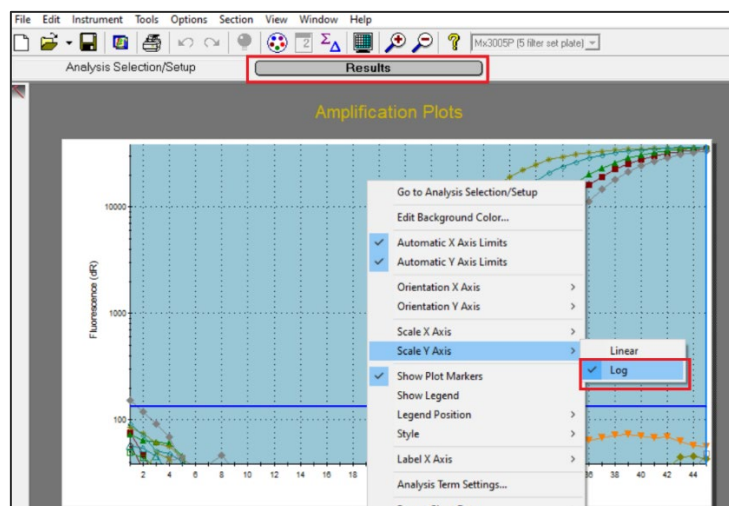 File Edit Instrument Tools Options Section View Window Help
2 Mx3005P (5 filter set plate)
Analysis Selection/Setup Results
Amplification Plots
Go to Analysis Selection/Setup
Edit Background Color...
Automatic X Axis Limits
Automatic Y Axis Limits
Orientation X Axis
Orientation Y Axis
Scale X Axis
Scale Y Axis
Linear
Log
Show Plot Markers
Show Legend
Legend Position
Style
Label X Axis
Analysis Term Settings...
Fluorescence (dR)
10000
1000
100
2 4 6 8 10 12 14 16 18 36 38 40 42 44